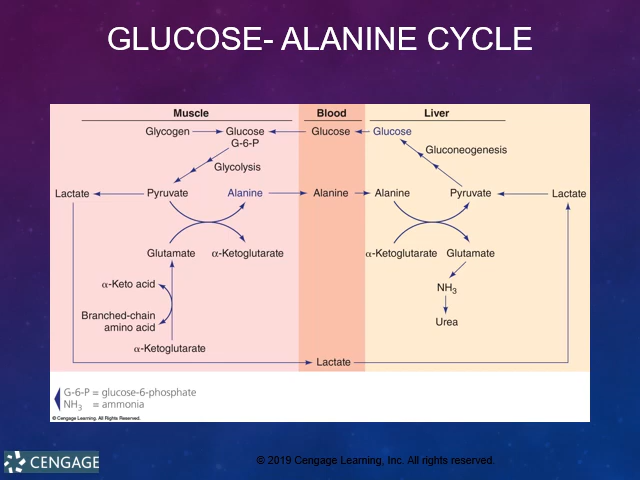 GLUCOSE- ALANINE CYCLE
Muscle
Blood
Liver
Glycogen
Glucose
G-6-P
Glucose
Glucose
Glycolysis
Gluconeogenesis
Lactate
Pyruvate
Alanine
Alanine
Alanine
Pyruvate
Lactate
Glutamate
α-Ketoglutarate
α-Ketoglutarate
Glutamate
α-Keto acid
NH3
Branched-chain
amino acid
Urea
α-Ketoglutarate
Lactate
G-6-P = glucose-6-phosphate
NH3 = ammonia
© Cengage Learning. All Rights Reserved.
CENGAGE
© 2019 Cengage Learning, Inc. All rights reserved.